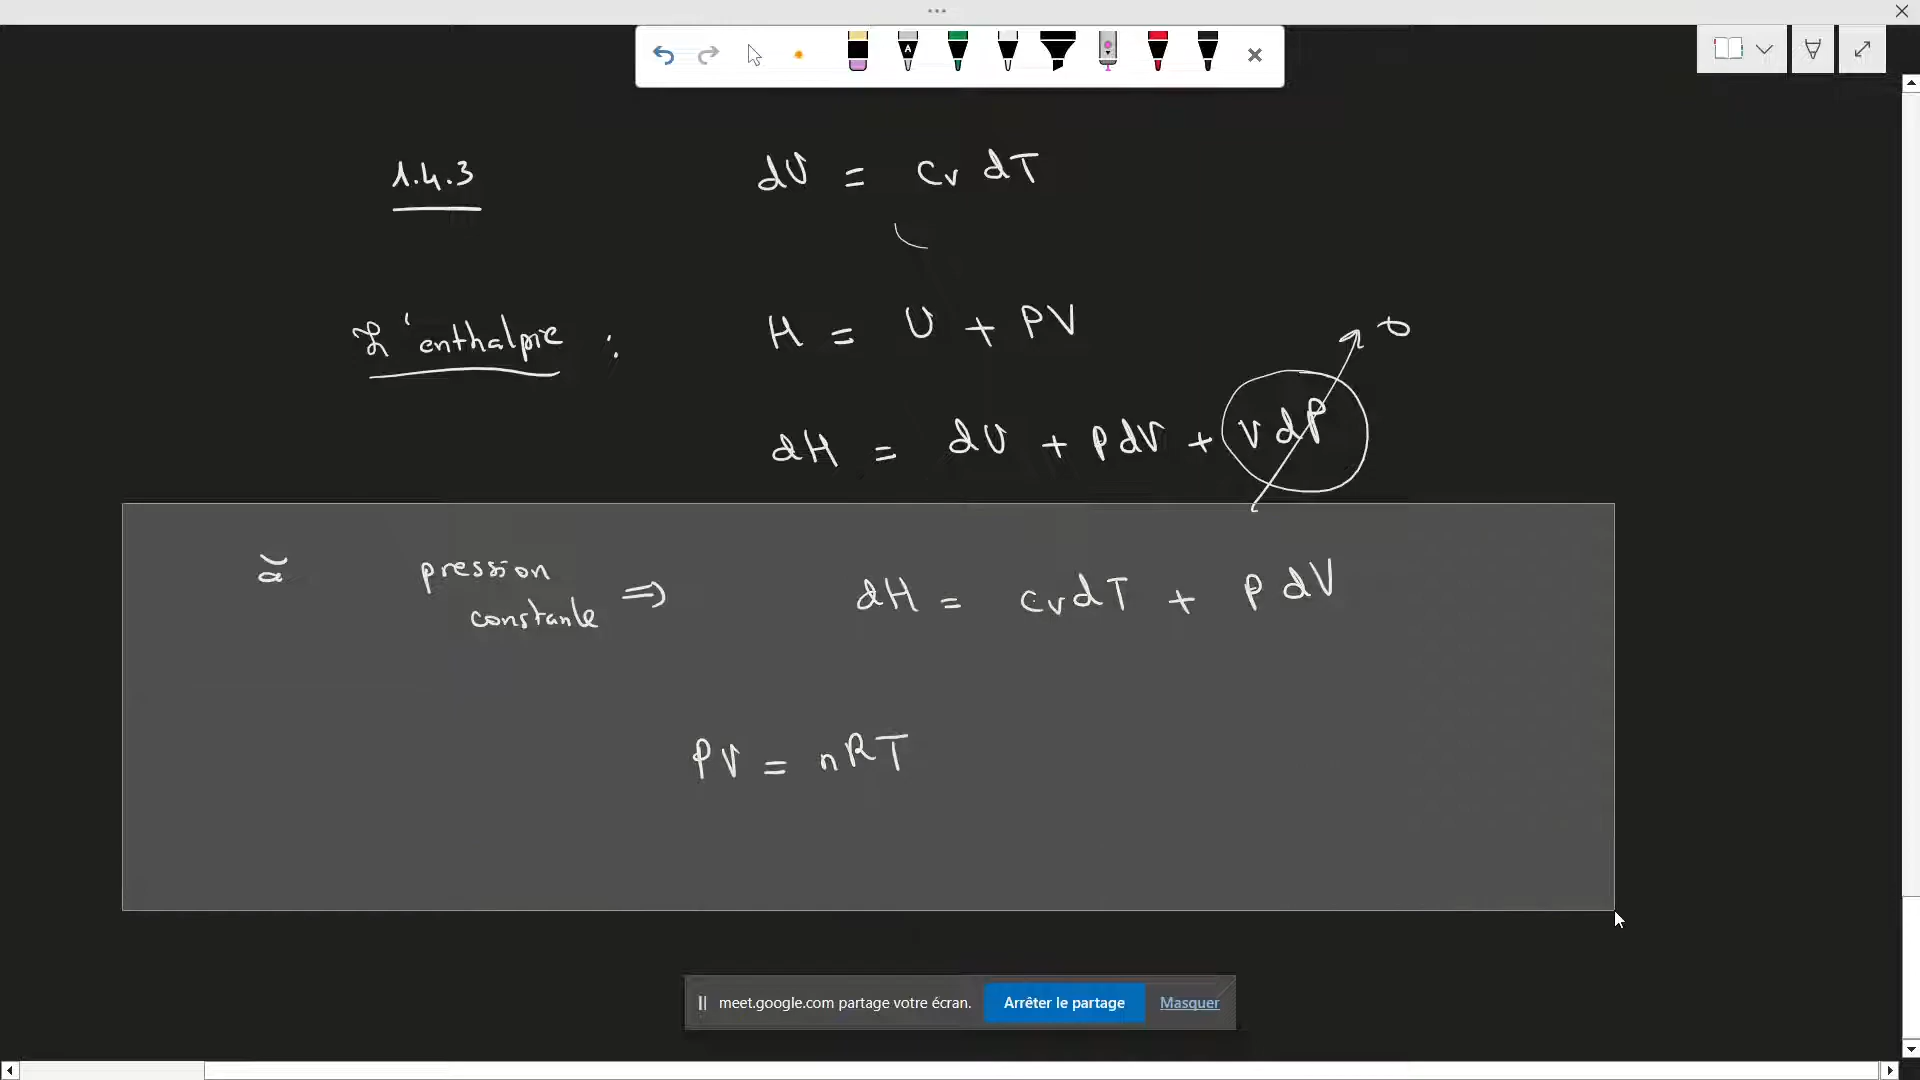 1.4.3 dU = Cv dT
L'enthalpie : H = U + PV
dH = dU + PdV + VdP → 0
à pression constante ⇒ dH = CvdT + P dV
PV = nRT
meet.google.com partage votre écran. Arrêter le partage Masquer